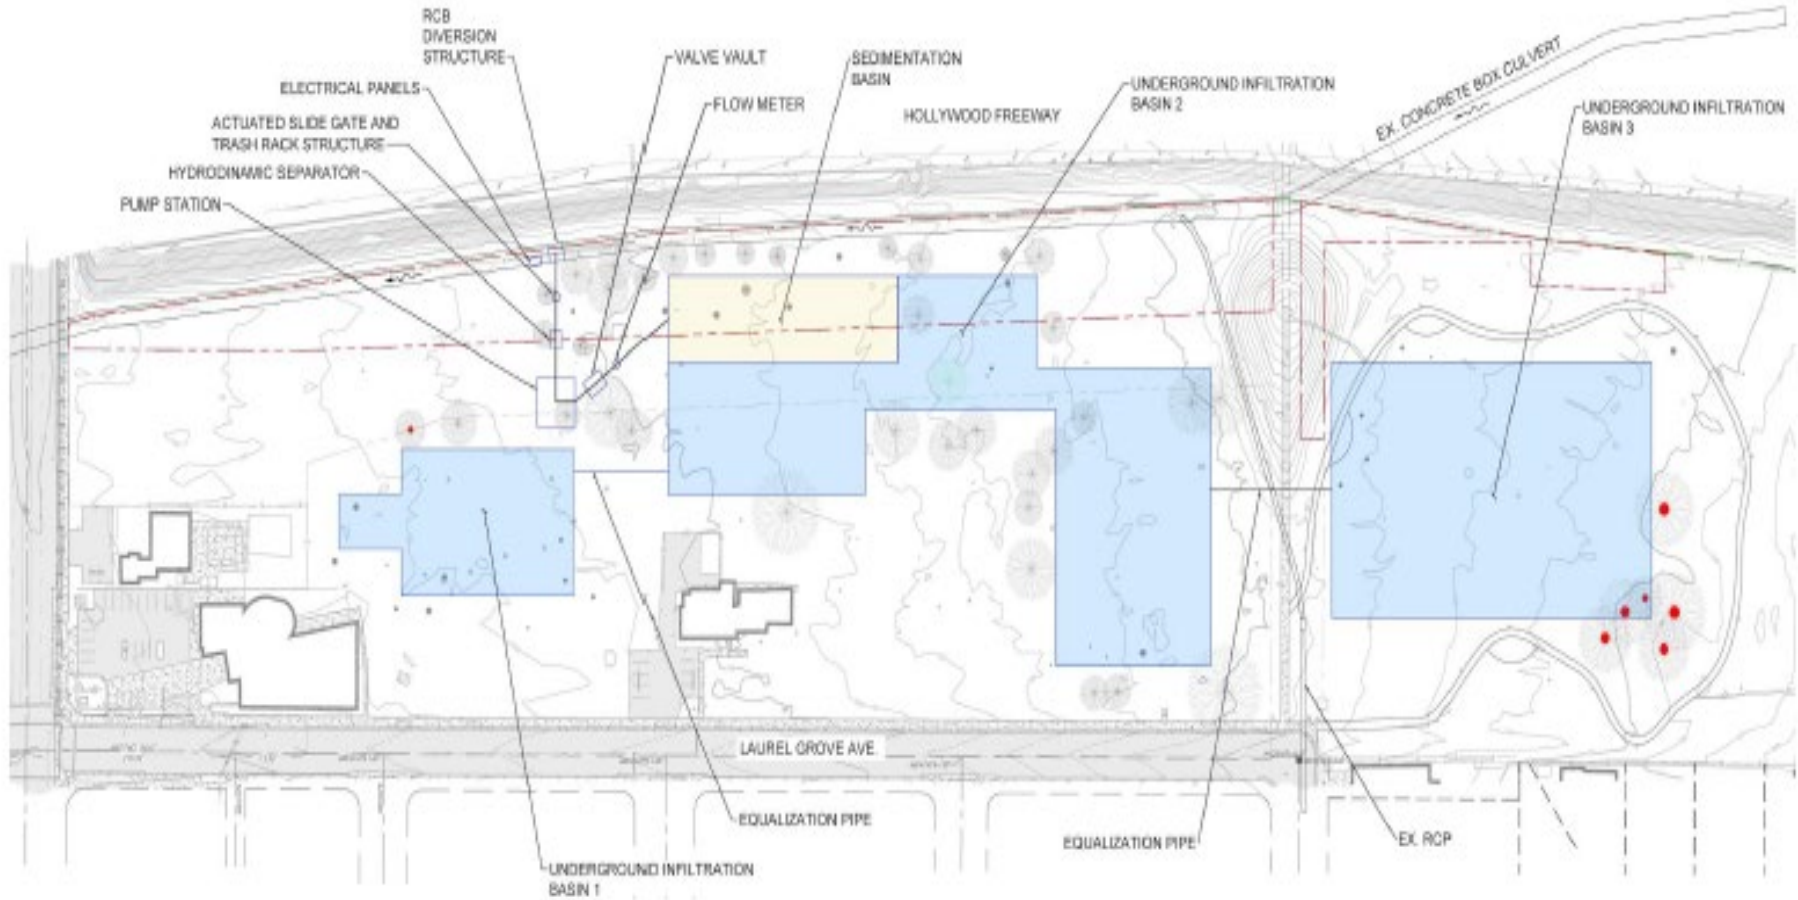 RCB
DIVERSION
STRUCTURE
VALVE VAULT
SEDIMENTATION
BASIN
ELECTRICAL PANELS
FLOW METER
HOLLYWOOD FREEWAY
UNDERGROUND INFILTRATION
BASIN 2
EX. CONCRETE BOX CULVERT
UNDERGROUND INFILTRATION
BASIN 3
ACTUATED SLIDE GATE AND
TRASH RACK STRUCTURE
HYDRODINAMIC SEPARATOR
PUMP STATION
LAUREL GROVE AVE.
EQUALIZATION PIPE
EQUALIZATION PIPE
EX. RCP
UNDERGROUND INFILTRATION
BASIN 1